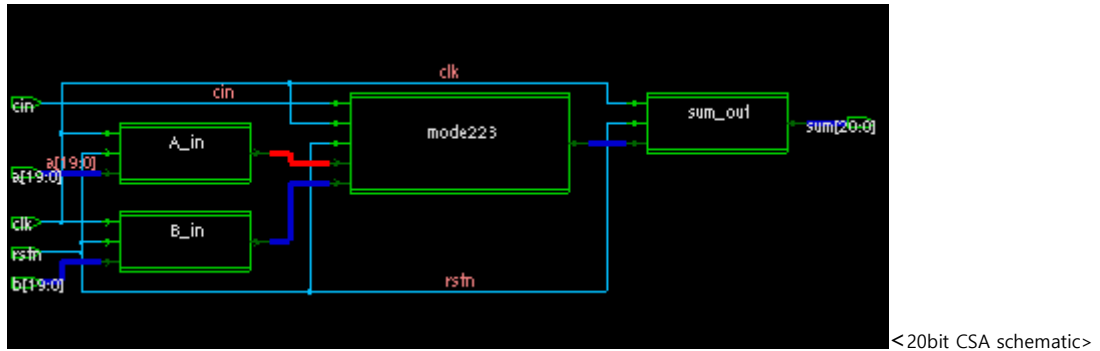 clk
cin
cin
A_in
mode223
sum_out
sum[20:0]
a[19:0]
a[19:0]
clk
B_in
rstn
rstn
b[19:0]
<20bit CSA schematic>